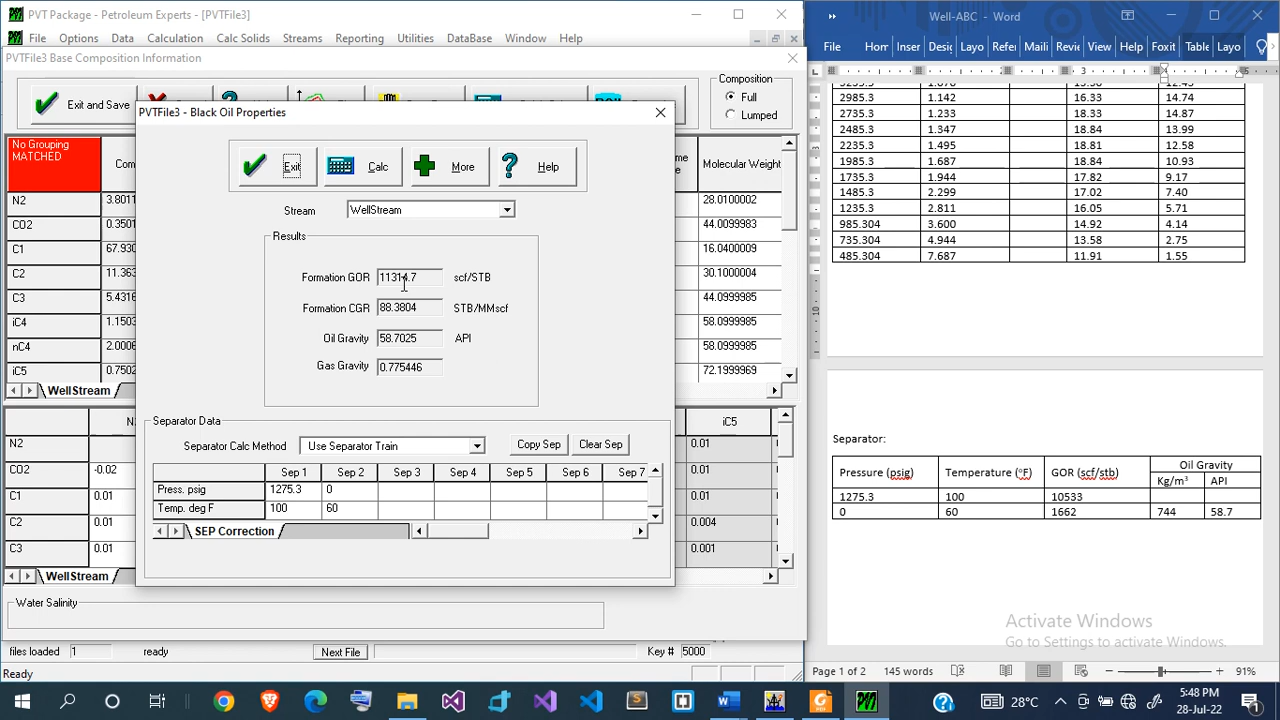 PVT Package - Petroleum Experts - [PVTFile3]
File Options Data Calculation Calc Solids Streams Reporting Utilities DataBase Window Help
PVTFile3 Base Composition Information
Exit and Save
Composition
Full
Lumped
No Grouping
MATCHED
Molecular Weight
N2 3.8011 28.0100002
CO2 0.3501 44.0099983
C1 16.0400009
C2 11.363 30.1000004
C3 5.4316 44.0999985
iC4 1.1503 58.0999985
nC4 2.0006 58.0999985
iC5 0.7502 72.1999969
WellStream
iC5
N2 0.01
CO2 -0.02 0.01
C1 0.01 0.01
C2 0.01 0.004
C3 0.01 0.001
WellStream
Water Salinity
files loaded 1 ready Next File Key # 5000
Ready
PVTFile3 - Black Oil Properties
Exit Calc More Help
Stream WellStream
Results
Formation GOR 11314.7 scf/STB
Formation CGR 88.3804 STB/MMscf
Oil Gravity 58.7025 API
Gas Gravity 0.775446
Separator Data
Separator Calc Method Use Separator Train Copy Sep Clear Sep
Sep 1 Sep 2 Sep 3 Sep 4 Sep 5 Sep 6 Sep 7
Press. psig 1275.3 0
Temp. deg F 100 60
SEP Correction
Well-ABC - Word
File Hom Inser Desig Layo Refer Maili Revie View Help Foxit Table Layo
2985.3 1.142 16.33 14.74
2735.3 1.233 18.33 14.87
2485.3 1.347 18.84 13.99
2235.3 1.495 18.81 12.58
1985.3 1.687 18.84 10.93
1735.3 1.944 17.82 9.17
1485.3 2.299 17.02 7.40
1235.3 2.811 16.05 5.71
985.304 3.600 14.92 4.14
735.304 4.944 13.58 2.75
485.304 7.687 11.91 1.55
Separator:
Pressure (psig) Temperature (°F) GOR (scf/stb) Oil Gravity
Kg/m³ API
1275.3 100 10533
0 60 1662 744 58.7
Activate Windows
Go to Settings to activate Windows.
Page 1 of 2 145 words 91%
28°C 5:48 PM
28-Jul-22